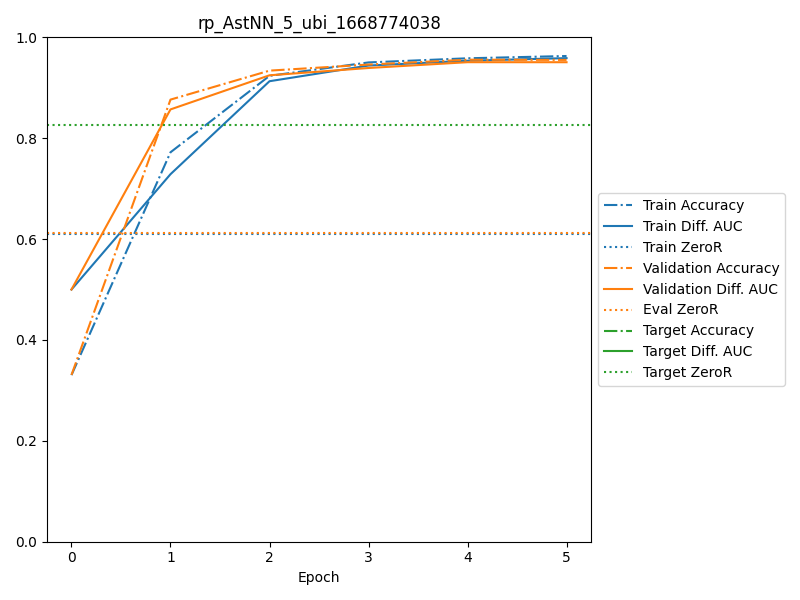 rp_AstNN_5_ubi_1668774038
1.0
0.8
0.6
0.4
0.2
0.0
0 1 2 3 4 5
Epoch
Train Accuracy
Train Diff. AUC
Train ZeroR
Validation Accuracy
Validation Diff. AUC
Eval ZeroR
Target Accuracy
Target Diff. AUC
Target ZeroR